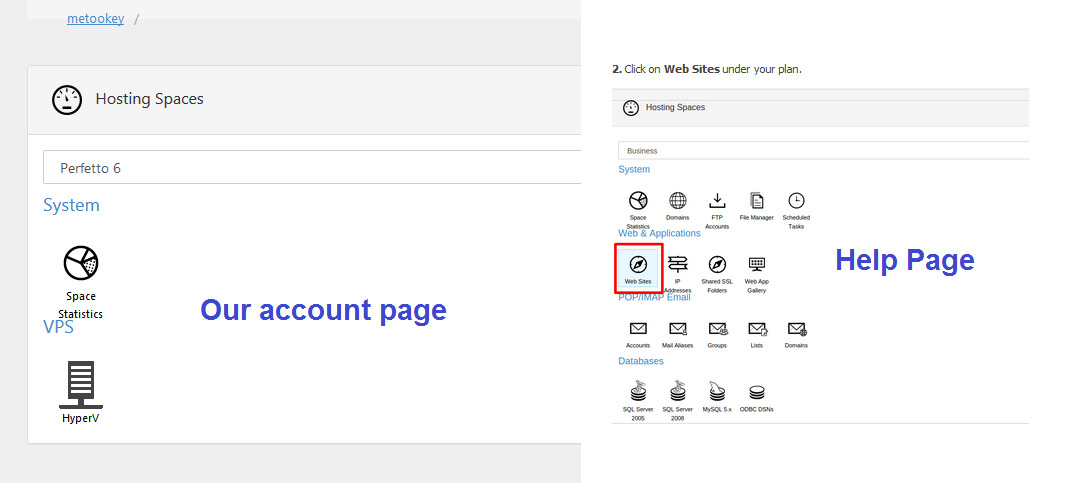 metookey /
Hosting Spaces
Perfetto 6
System
Space
Statistics
VPS
HyperV
Our account page
2. Click on Web Sites under your plan.
Hosting Spaces
Business
System
Space Statistics
Domains
FTP Accounts
File Manager
Scheduled Tasks
Web & Applications
Web Sites
IP Addresses
Shared SSL Folders
Web App Gallery
POP/IMAP Email
Accounts
Mail Aliases
Groups
Lists
Domains
Databases
SQL Server 2005
SQL Server 2008
MySQL 5.x
ODBC DSNs
Help Page